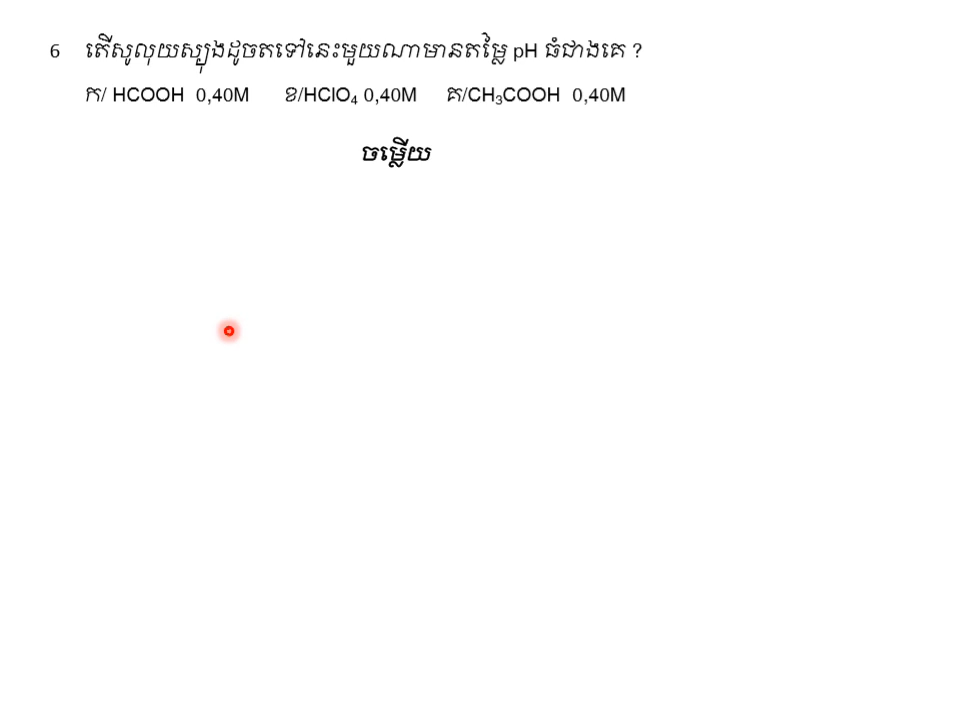 6 តើសូលុយស្យុងដូចតទៅនេះមួយណាមានតម្លៃ pH ធំជាងគេ ?
ក/ HCOOH 0,40M ខ/HClO₄ 0,40M គ/CH₃COOH 0,40M
ចម្លើយ